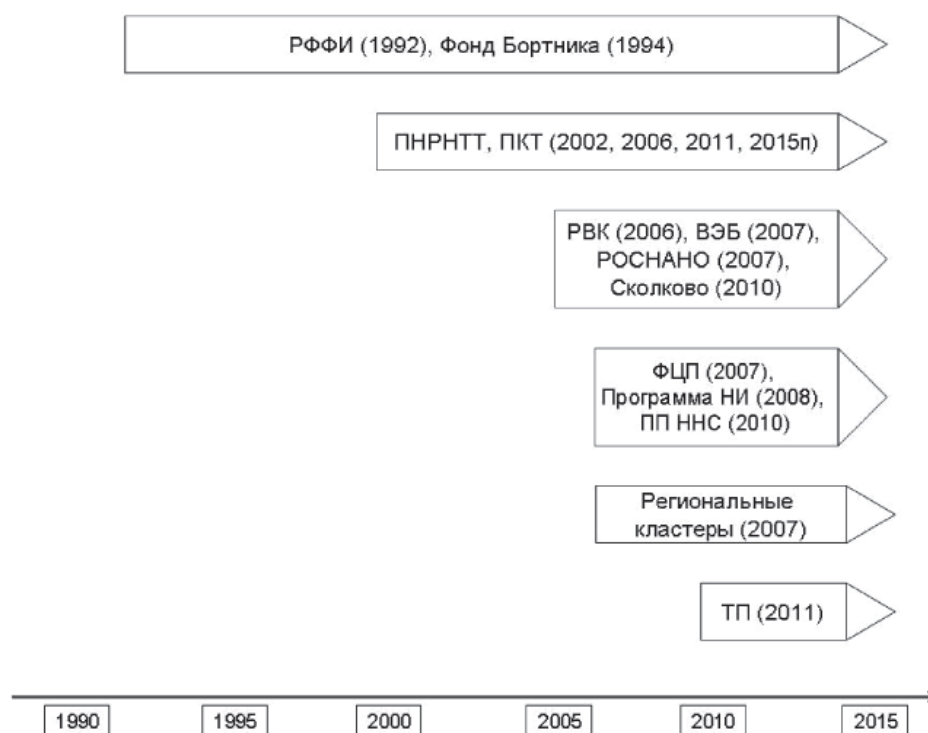 РФФИ (1992), Фонд Бортника (1994)
ПНРНТТ, ПКТ (2002, 2006, 2011, 2015п)
РВК (2006), ВЭБ (2007),
РОСНАНО (2007),
Сколково (2010)
ФЦП (2007),
Программа НИ (2008),
ПП ННС (2010)
Региональные
кластеры (2007)
ТП (2011)
1990 1995 2000 2005 2010 2015